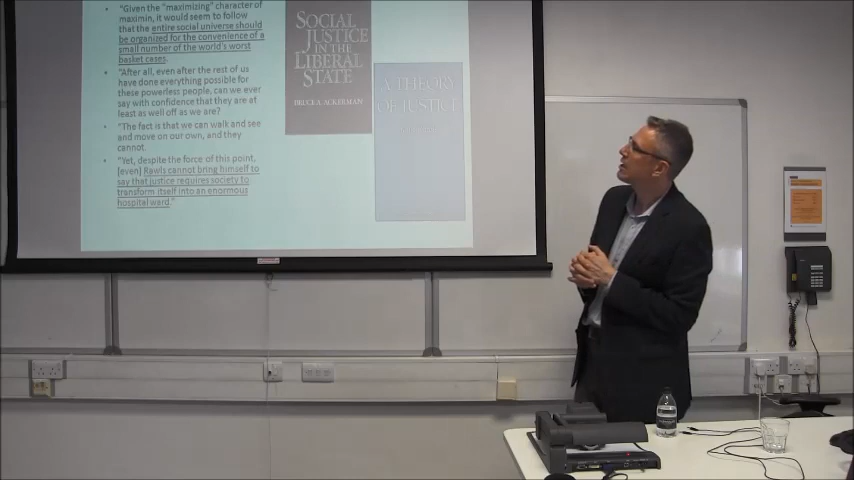 • "Given the "maximizing" character of
maximin, it would seem to follow
that the entire social universe should
be organized for the convenience of a
small number of the world's worst
basket cases.
• "After all, even after the rest of us
have done everything possible for
these powerless people, can we ever
say with confidence that they are at
least as well off as we are?
• "The fact is that we can walk and see
and move on our own, and they
cannot.
• "Yet, despite the force of this point,
[even] Rawls cannot bring himself to
say that justice requires society to
transform itself into an enormous
hospital ward."
SOCIAL
JUSTICE
IN THE
LIBERAL
STATE
BRUCE A. ACKERMAN
A THEORY
OF JUSTICE